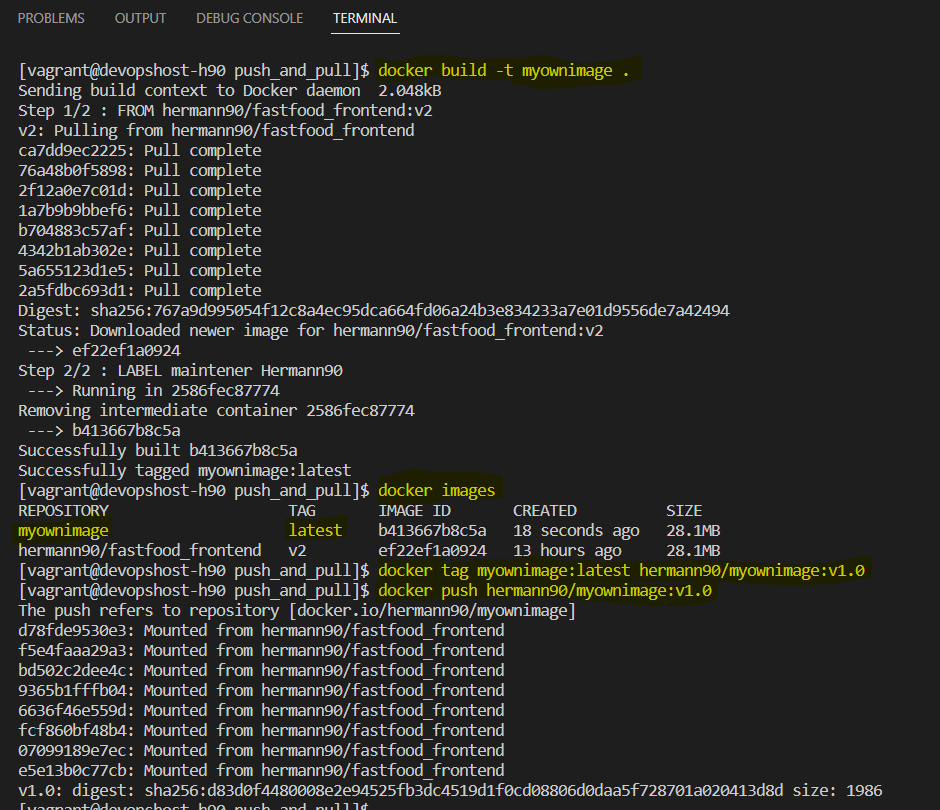 PROBLEMS OUTPUT DEBUG CONSOLE TERMINAL
[vagrant@devopshost-h90 push_and_pull]$ docker build -t myownimage .
Sending build context to Docker daemon  2.048kB
Step 1/2 : FROM hermann90/fastfood_frontend:v2
v2: Pulling from hermann90/fastfood_frontend
ca7dd9ec2225: Pull complete
76a48b0f5898: Pull complete
2f12a0e7c01d: Pull complete
1a7b9b9bbef6: Pull complete
b704883c57af: Pull complete
4342b1ab302e: Pull complete
5a655123d1e5: Pull complete
2a5fdbc693d1: Pull complete
Digest: sha256:767a9d995054f12c8a4ec95dca664fd06a24b3e834233a7e01d9556de7a42494
Status: Downloaded newer image for hermann90/fastfood_frontend:v2
 ---> ef22ef1a0924
Step 2/2 : LABEL maintener Hermann90
 ---> Running in 2586fec87774
Removing intermediate container 2586fec87774
 ---> b413667b8c5a
Successfully built b413667b8c5a
Successfully tagged myownimage:latest
[vagrant@devopshost-h90 push_and_pull]$ docker images
REPOSITORY                    TAG       IMAGE ID       CREATED          SIZE
myownimage                    latest    b413667b8c5a   18 seconds ago   28.1MB
hermann90/fastfood_frontend   v2        ef22ef1a0924   13 hours ago     28.1MB
[vagrant@devopshost-h90 push_and_pull]$ docker tag myownimage:latest hermann90/myownimage:v1.0
[vagrant@devopshost-h90 push_and_pull]$ docker push hermann90/myownimage:v1.0
The push refers to repository [docker.io/hermann90/myownimage]
d78fde9530e3: Mounted from hermann90/fastfood_frontend
f5e4faaa29a3: Mounted from hermann90/fastfood_frontend
bd502c2dee4c: Mounted from hermann90/fastfood_frontend
9365b1fffb04: Mounted from hermann90/fastfood_frontend
6636f46e559d: Mounted from hermann90/fastfood_frontend
fcf860bf48b4: Mounted from hermann90/fastfood_frontend
07099189e7ec: Mounted from hermann90/fastfood_frontend
e5e13b0c77cb: Mounted from hermann90/fastfood_frontend
v1.0: digest: sha256:d83d0f4480008e2e94525fb3dc4519d1f0cd08806d0daa5f728701a020413d8d size: 1986
[vagrant@devopshost-h90 push_and_pull]$